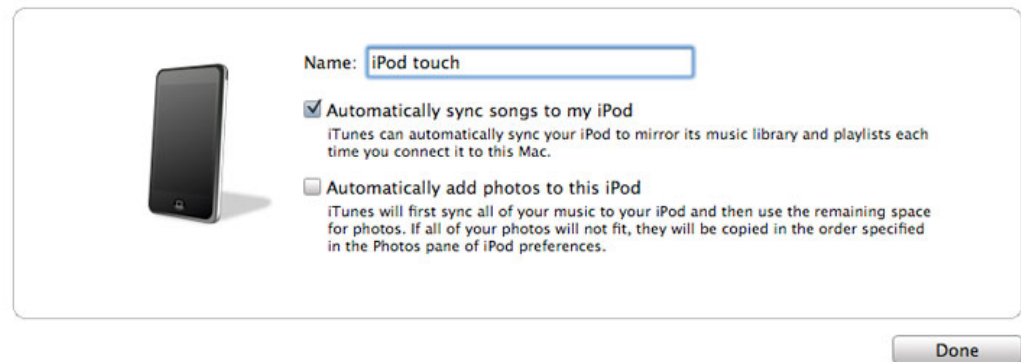 Name: iPod touch
Automatically sync songs to my iPod
iTunes can automatically sync your iPod to mirror its music library and playlists each
time you connect it to this Mac.
Automatically add photos to this iPod
iTunes will first sync all of your music to your iPod and then use the remaining space
for photos. If all of your photos will not fit, they will be copied in the order specified
in the Photos pane of iPod preferences.
Done